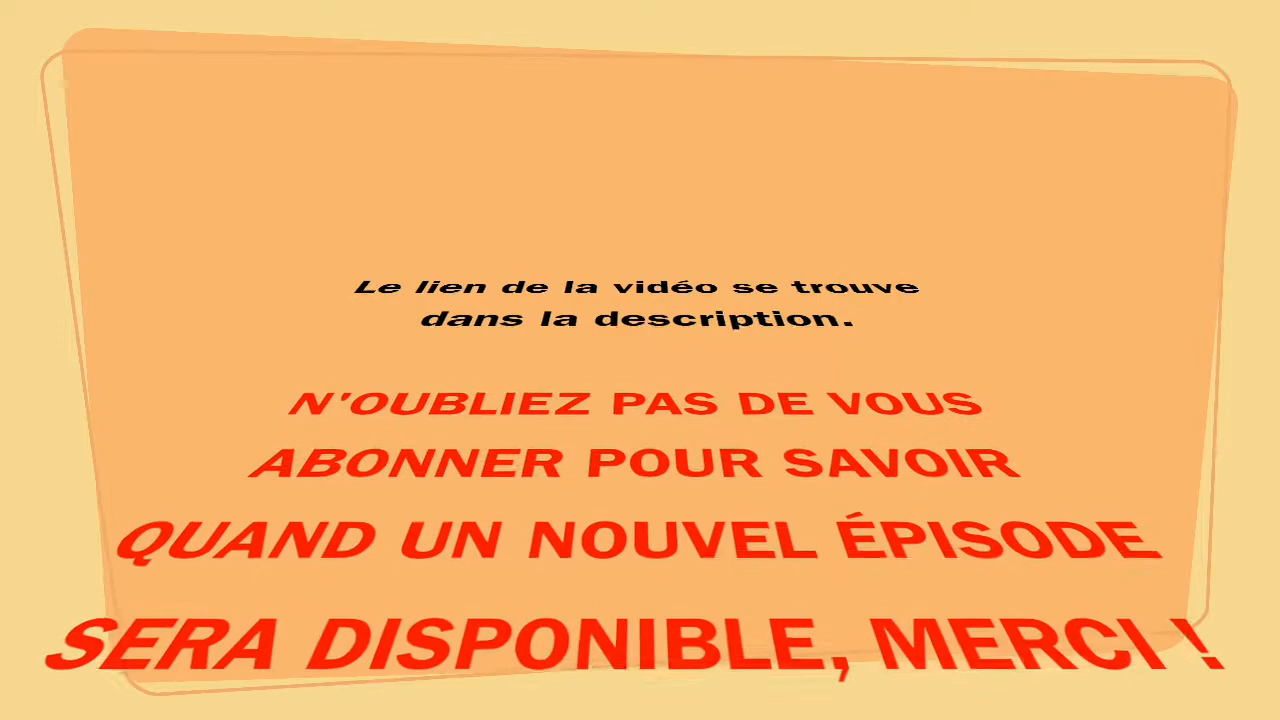 Le lien de la vidéo se trouve
dans la description.
N'OUBLIEZ PAS DE VOUS
ABONNER POUR SAVOIR
QUAND UN NOUVEL ÉPISODE
SERA DISPONIBLE, MERCI !